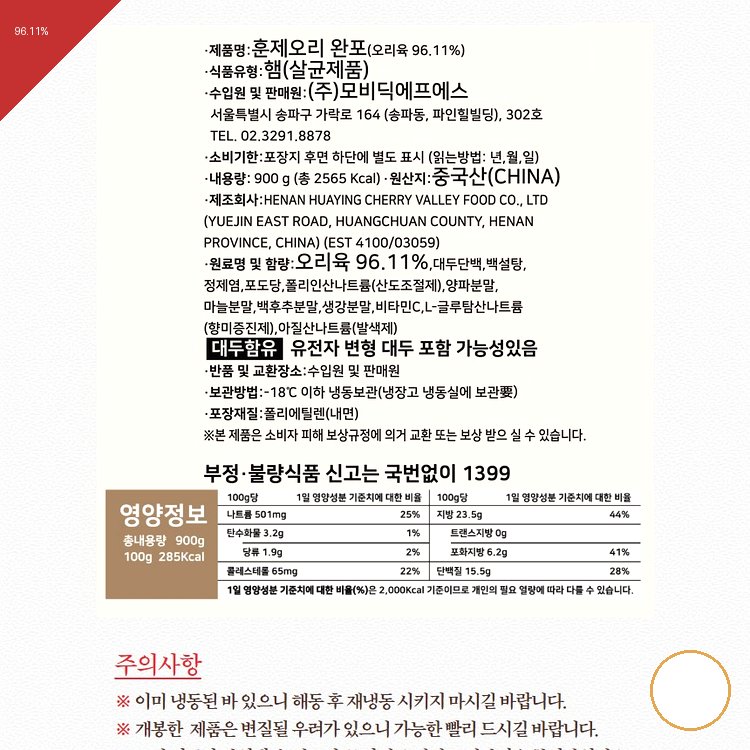 96.11%
·제품명:훈제오리 완포(오리육 96.11%)
·식품유형:햄(살균제품)
·수입원 및 판매원:(주)모비딕에프에스
서울특별시 송파구 가락로 164 (송파동, 파인힐빌딩), 302호
TEL. 02.3291.8878
·소비기한:포장지 후면 하단에 별도 표시 (읽는방법: 년,월,일)
·내용량: 900 g (총 2565 Kcal) ·원산지:중국산(CHINA)
·제조회사:HENAN HUAYING CHERRY VALLEY FOOD CO., LTD
(YUEJIN EAST ROAD, HUANGCHUAN COUNTY, HENAN
PROVINCE, CHINA) (EST 4100/03059)
·원료명 및 함량:오리육 96.11%,대두단백,백설탕,
정제염,포도당,폴리인산나트륨(산도조절제),양파분말,
마늘분말,백후추분말,생강분말,비타민C,L-글루탐산나트륨
(향미증진제),아질산나트륨(발색제)
대두함유 유전자 변형 대두 포함 가능성있음
·반품 및 교환장소:수입원 및 판매원
·보관방법:-18℃ 이하 냉동보관(냉장고 냉동실에 보관要)
·포장재질:폴리에틸렌(내면)
※본 제품은 소비자 피해 보상규정에 의거 교환 또는 보상 받으 실 수 있습니다.
부정·불량식품 신고는 국번없이 1399
영양정보
총내용량 900g
100g 285Kcal
100g당 1일 영양성분 기준치에 대한 비율
나트륨 501mg 25%
탄수화물 3.2g 1%
당류 1.9g 2%
콜레스테롤 65mg 22%
100g당 1일 영양성분 기준치에 대한 비율
지방 23.5g 44%
트랜스지방 0g
포화지방 6.2g 41%
단백질 15.5g 28%
1일 영양성분 기준치에 대한 비율(%)은 2,000Kcal 기준이므로 개인의 필요 열량에 따라 다를 수 있습니다.
주의사항
※ 이미 냉동된 바 있으니 해동 후 재냉동 시키지 마시길 바랍니다.
※ 개봉한 제품은 변질될 우려가 있으니 가능한 빨리 드시길 바랍니다.